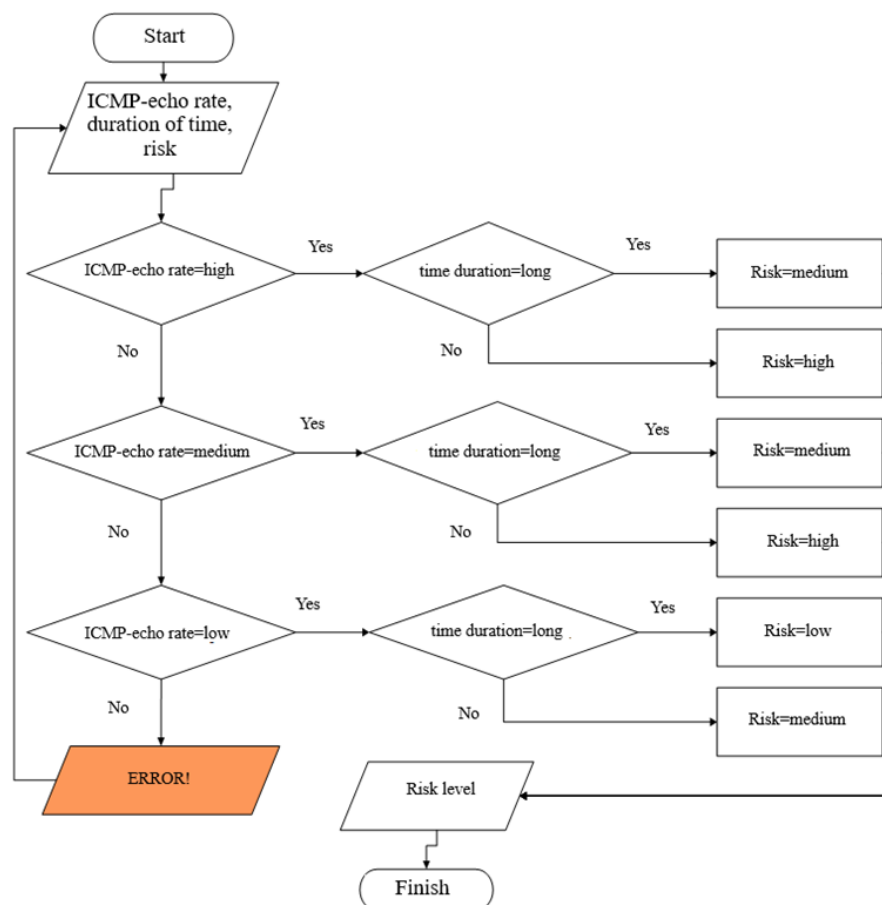 Start
ICMP-echo rate,
duration of time,
risk
ICMP-echo rate=high
Yes
time duration=long
Yes
Risk=medium
No
No
Risk=high
ICMP-echo rate=medium
Yes
time duration=long
Yes
Risk=medium
No
No
Risk=high
ICMP-echo rate=low
Yes
time duration=long
Yes
Risk=low
No
No
Risk=medium
ERROR!
Risk level
Finish